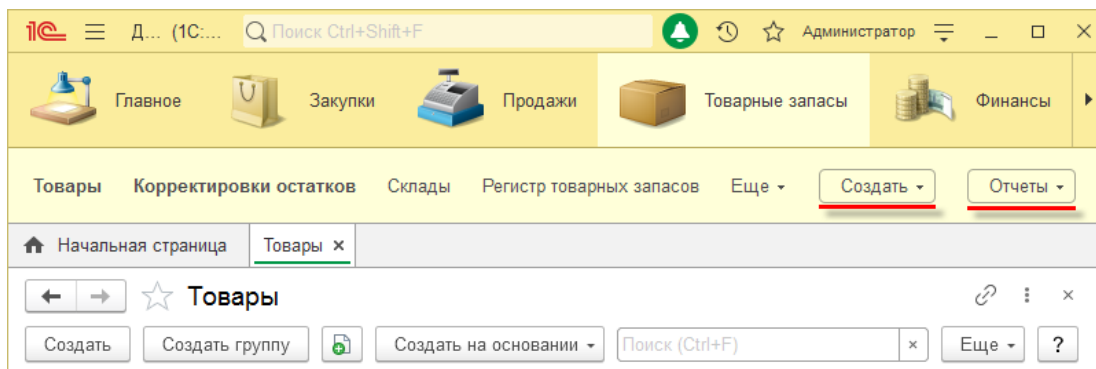 1С Д... (1С:... Поиск Ctrl+Shift+F Администратор
Главное Закупки Продажи Товарные запасы Финансы
Товары Корректировки остатков Склады Регистр товарных запасов Еще Создать Отчеты
Начальная страница Товары ×
Товары
Создать Создать группу Создать на основании Поиск (Ctrl+F) × Еще ?